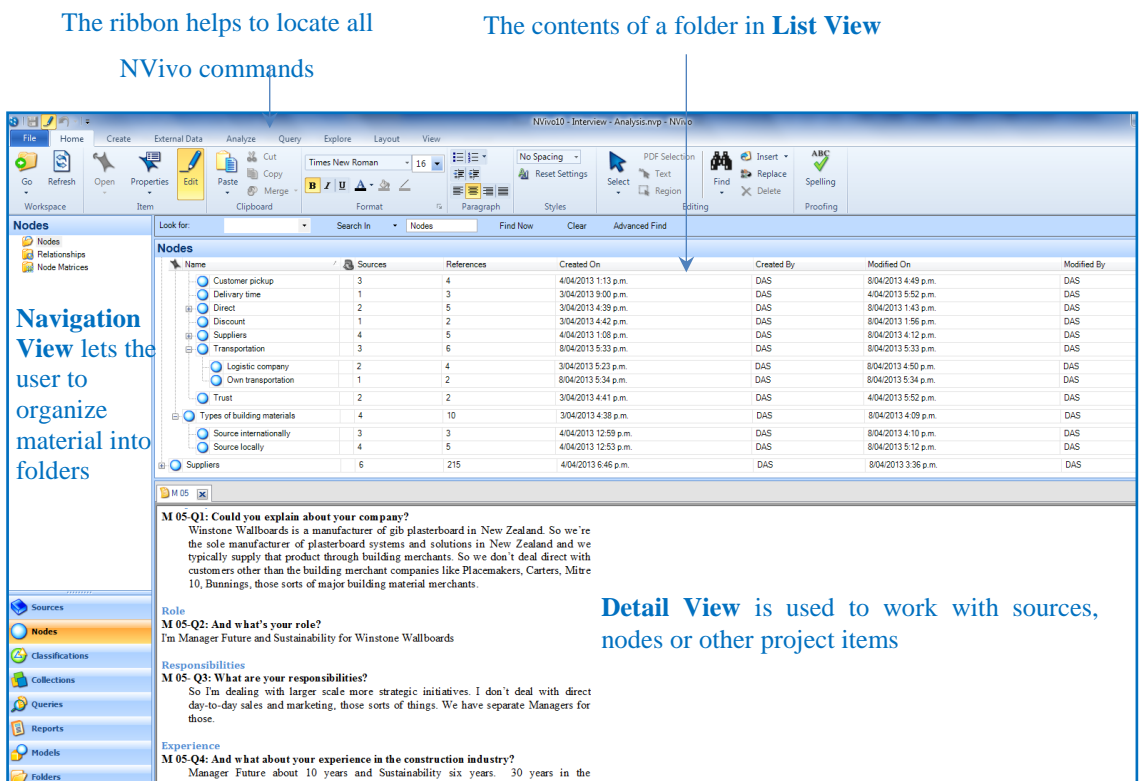 The ribbon helps to locate all
NVivo commands
The contents of a folder in List View
NVivo10 - Interview - Analysis.nvp - NVivo
File Home Create External Data Analyze Query Explore Layout View
Go Refresh Open Properties Edit Paste Cut Copy Merge
Times New Roman 16
B I U A
No Spacing
Reset Settings
Select PDF Selection Text Region
Find Insert Replace Delete
ABC
Spelling
Workspace Item Clipboard Format Paragraph Styles Editing Proofing
Nodes
Nodes
Relationships
Node Matrices
Look for: Search In Nodes Find Now Clear Advanced Find
Nodes
Name Sources References Created On Created By Modified On Modified By
Customer pickup 3 4 4/04/2013 1:13 p.m. DAS 8/04/2013 4:49 p.m. DAS
Delivary time 1 3 3/04/2013 9:00 p.m. DAS 4/04/2013 5:52 p.m. DAS
Direct 2 5 3/04/2013 4:39 p.m. DAS 8/04/2013 1:43 p.m. DAS
Discount 1 2 3/04/2013 4:42 p.m. DAS 8/04/2013 1:56 p.m. DAS
Suppliers 4 5 4/04/2013 1:08 p.m. DAS 8/04/2013 4:12 p.m. DAS
Transportation 3 6 8/04/2013 5:33 p.m. DAS 8/04/2013 5:33 p.m. DAS
Logistic company 2 4 3/04/2013 5:23 p.m. DAS 8/04/2013 4:50 p.m. DAS
Own transportation 1 2 8/04/2013 5:34 p.m. DAS 8/04/2013 5:34 p.m. DAS
Trust 2 2 3/04/2013 4:41 p.m. DAS 4/04/2013 5:52 p.m. DAS
Types of building materials 4 10 3/04/2013 4:38 p.m. DAS 8/04/2013 4:09 p.m. DAS
Source internationally 3 3 4/04/2013 12:59 p.m. DAS 8/04/2013 4:10 p.m. DAS
Source locally 4 5 4/04/2013 12:53 p.m. DAS 8/04/2013 5:12 p.m. DAS
Suppliers 6 215 4/04/2013 6:46 p.m. DAS 8/04/2013 3:36 p.m. DAS
Navigation
View lets the
user to
organize
material into
folders
M 05
M 05-Q1: Could you explain about your company?
Winstone Wallboards is a manufacturer of gib plasterboard in New Zealand. So we're
the sole manufacturer of plasterboard systems and solutions in New Zealand and we
typically supply that product through building merchants. So we don't deal direct with
customers other than the building merchant companies like Placemakers, Carters, Mitre
10, Bunnings, those sorts of major building material merchants.
Role
M 05-Q2: And what's your role?
I'm Manager Future and Sustainability for Winstone Wallboards
Responsibilities
M 05- Q3: What are your responsibilities?
So I'm dealing with larger scale more strategic initiatives. I don't deal with direct
day-to-day sales and marketing, those sorts of things. We have separate Managers for
those.
Experience
M 05-Q4: And what about your experience in the construction industry?
Manager Future about 10 years and Sustainability six years. 30 years in the
Detail View is used to work with sources,
nodes or other project items
Sources
Nodes
Classifications
Collections
Queries
Reports
Models
Folders